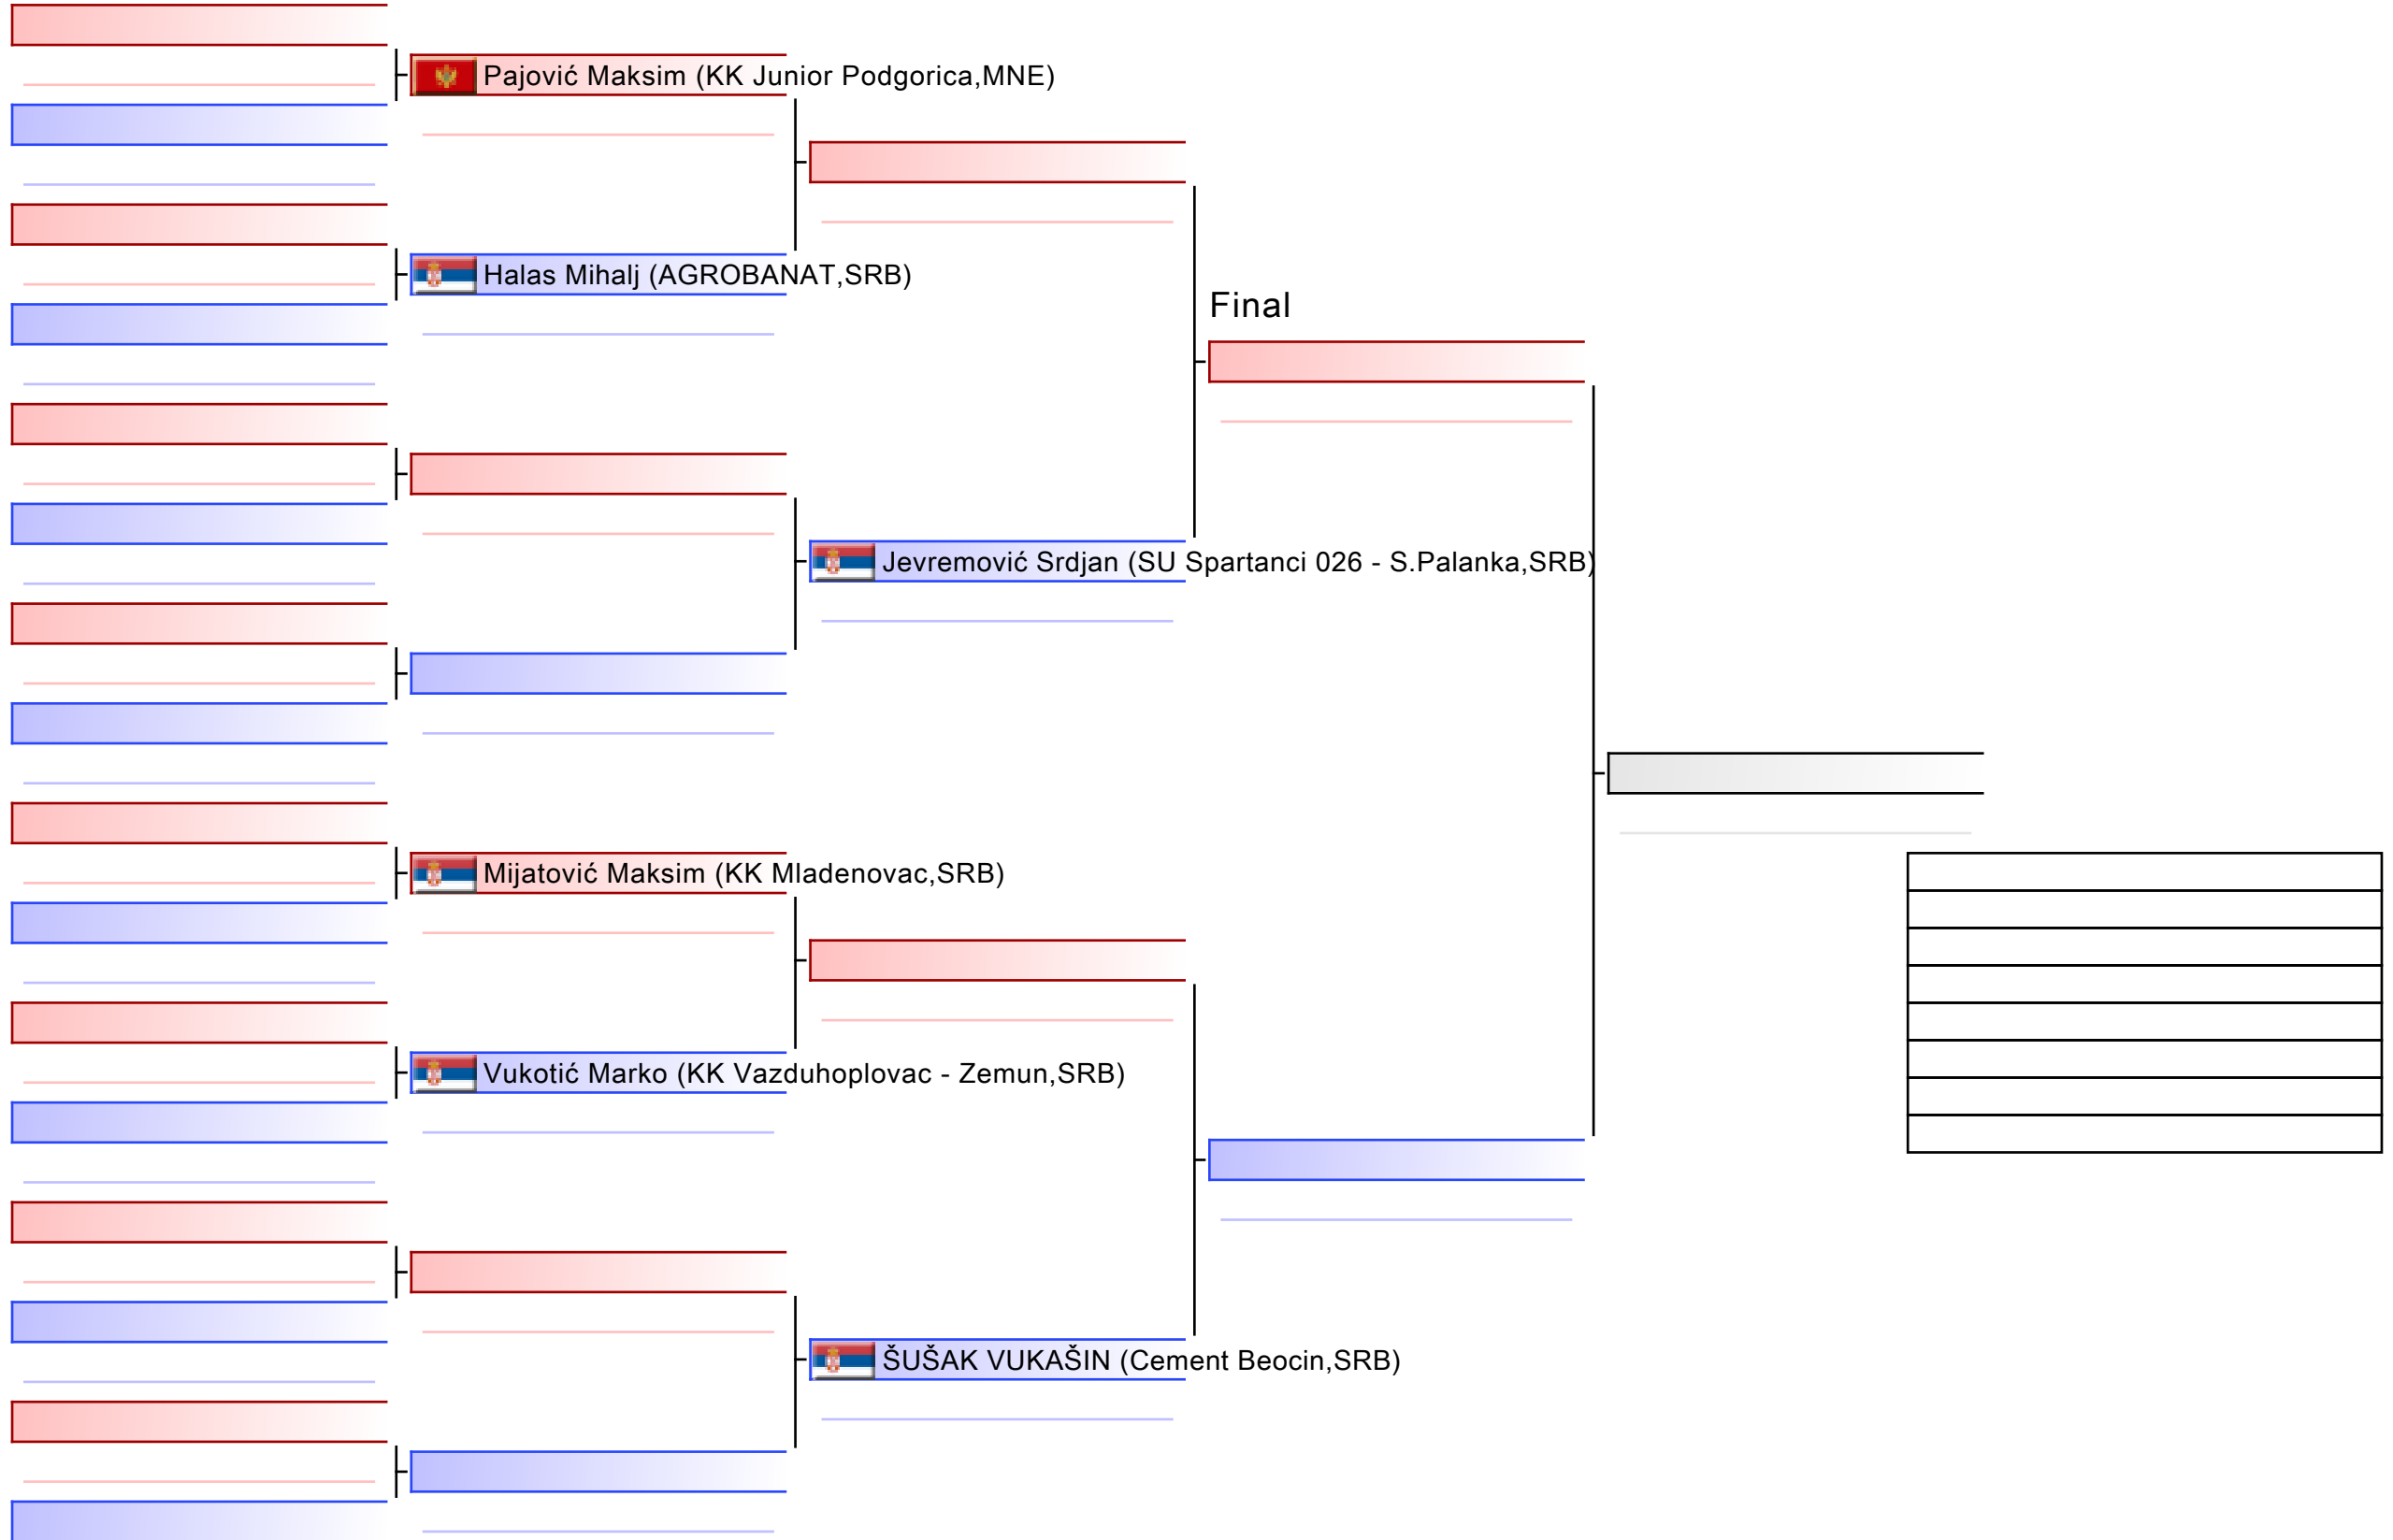 Pajović Maksim (KK Junior Podgorica,MNE)
Halas Mihalj (AGROBANAT,SRB)
Final
Jevremović Srdjan (SU Spartanci 026 - S.Palanka,SRB)
Mijatović Maksim (KK Mladenovac,SRB)
Vukotić Marko (KK Vazduhoplovac - Zemun,SRB)
ŠUŠAK VUKAŠIN (Cement Beocin,SRB)